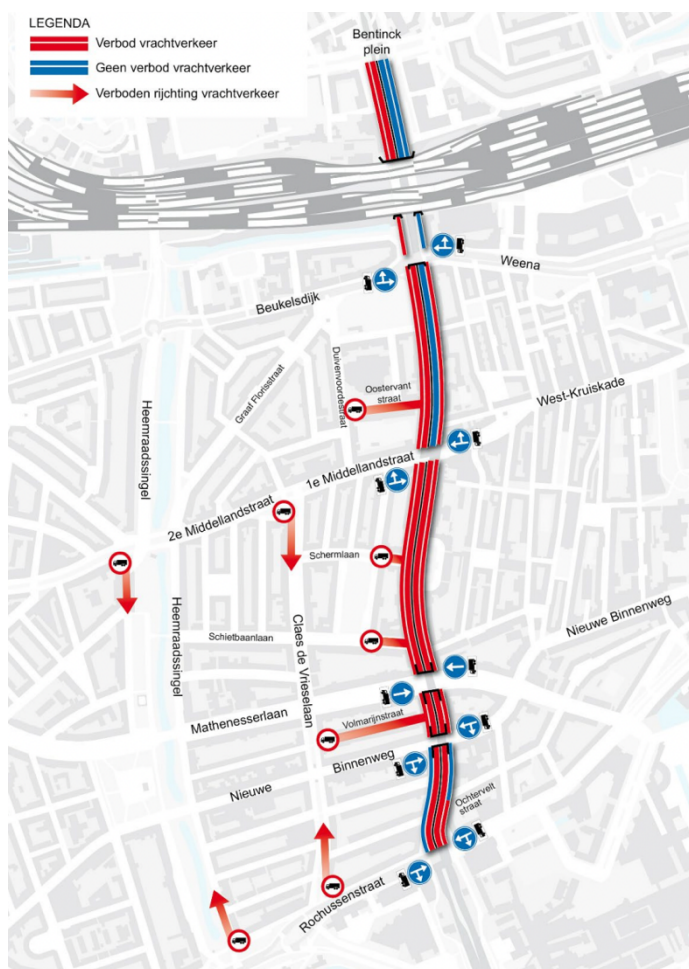 LEGENDA
Verbod vrachtverkeer
Geen verbod vrachtverkeer
Verboden rijchting vrachtverkeer
Bentinck
plein
Weena
Beukelsdijk
Duivenvoordestraat
Oostervant
straat
Graaf Florisstraat
West-Kruiskade
Heemraadssingel
1e Middellandstraat
2e Middellandstraat
Schermlaan
Nieuwe Binnenweg
Schietbaanlaan
Heemraadssingel
Claes de Vrieselaan
Mathenesserlaan
Volmarijnstraat
Nieuwe Binnenweg
Ochtervelt
straat
Rochussenstraat